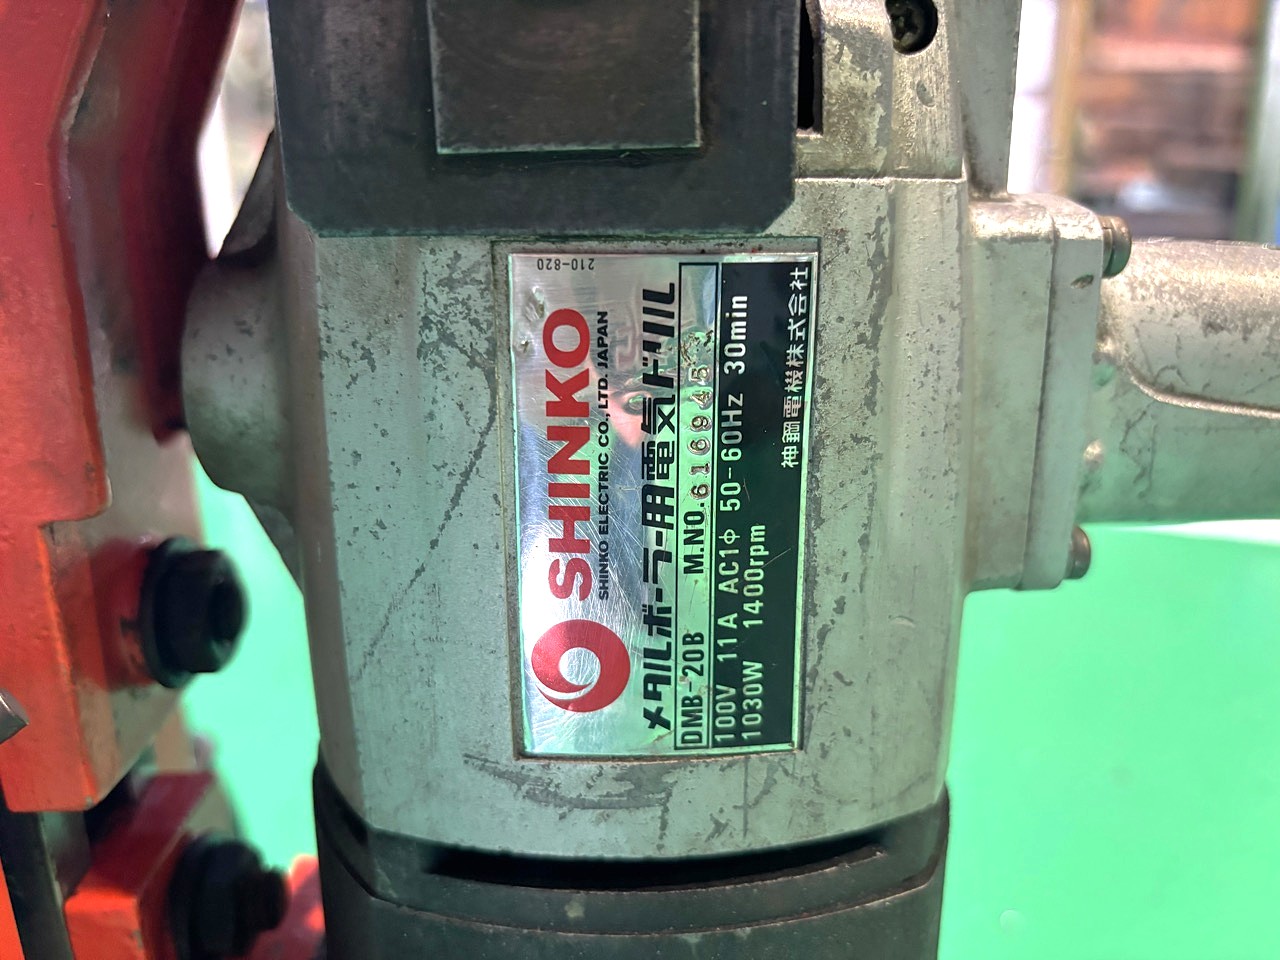 210-820
SHINKO
SHINKO ELECTRIC CO., LTD. JAPAN
メタルボーラー用電気ドリル
DMB-20B M.NO. 616945
100V 11A AC1φ 50-60Hz 30min
1030W 1400rpm
神鋼電機株式会社